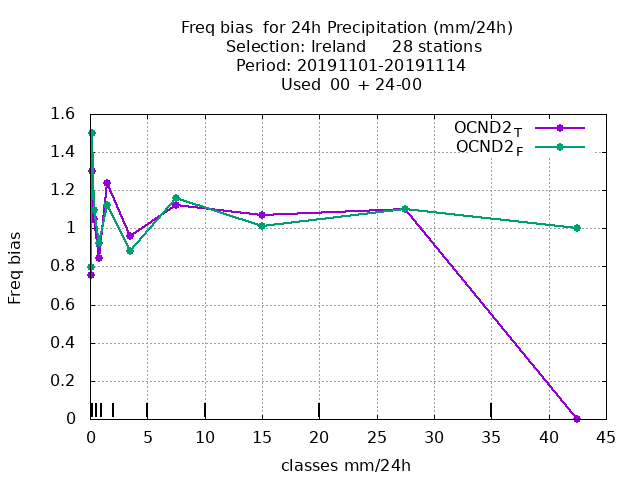 Freq bias  for 24h Precipitation (mm/24h)
Selection: Ireland     28 stations
Period: 20191101-20191114
Used  00 + 24-00
OCND2T
OCND2F
1.6
1.4
1.2
1
0.8
0.6
0.4
0.2
0
Freq bias
0 5 10 15 20 25 30 35 40 45
classes mm/24h